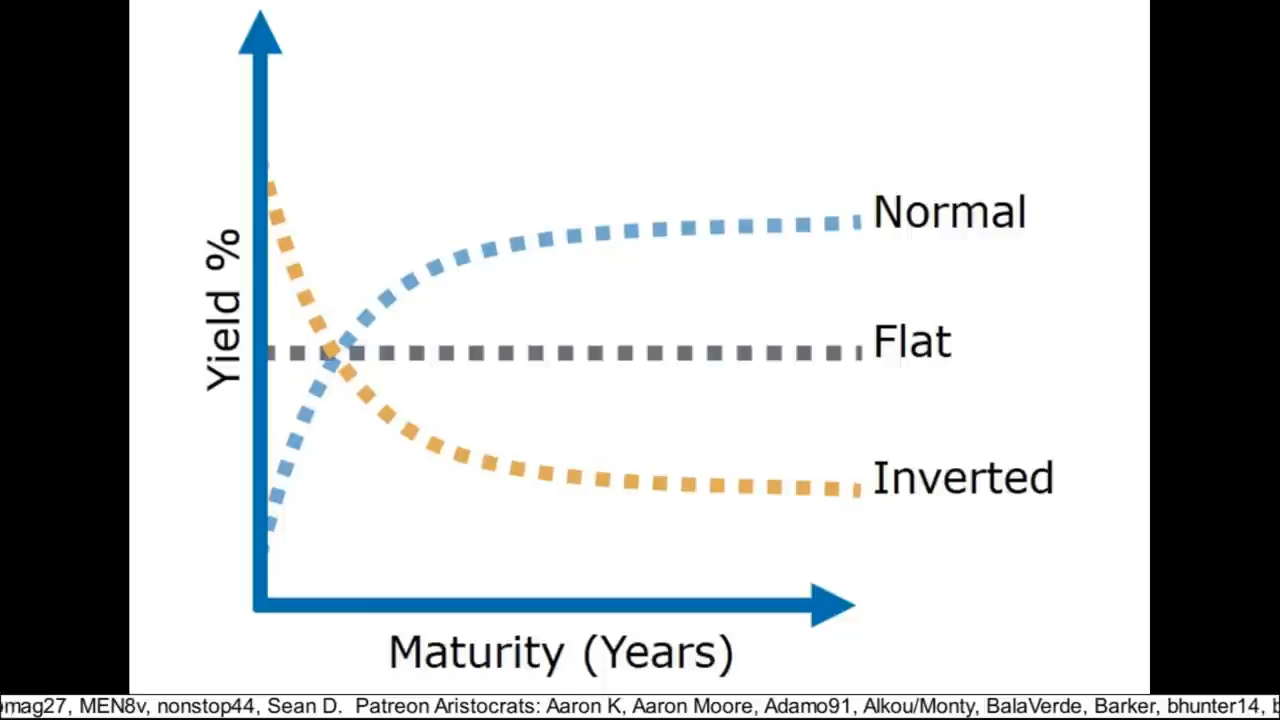 Normal
Yield %
Flat
Inverted
Maturity (Years)
mag27, MEN8v, nonstop44, Sean D. Patreon Aristocrats: Aaron K, Aaron Moore, Adamo91, Alkou/Monty, BalaVerde, Barker, bhunter14,